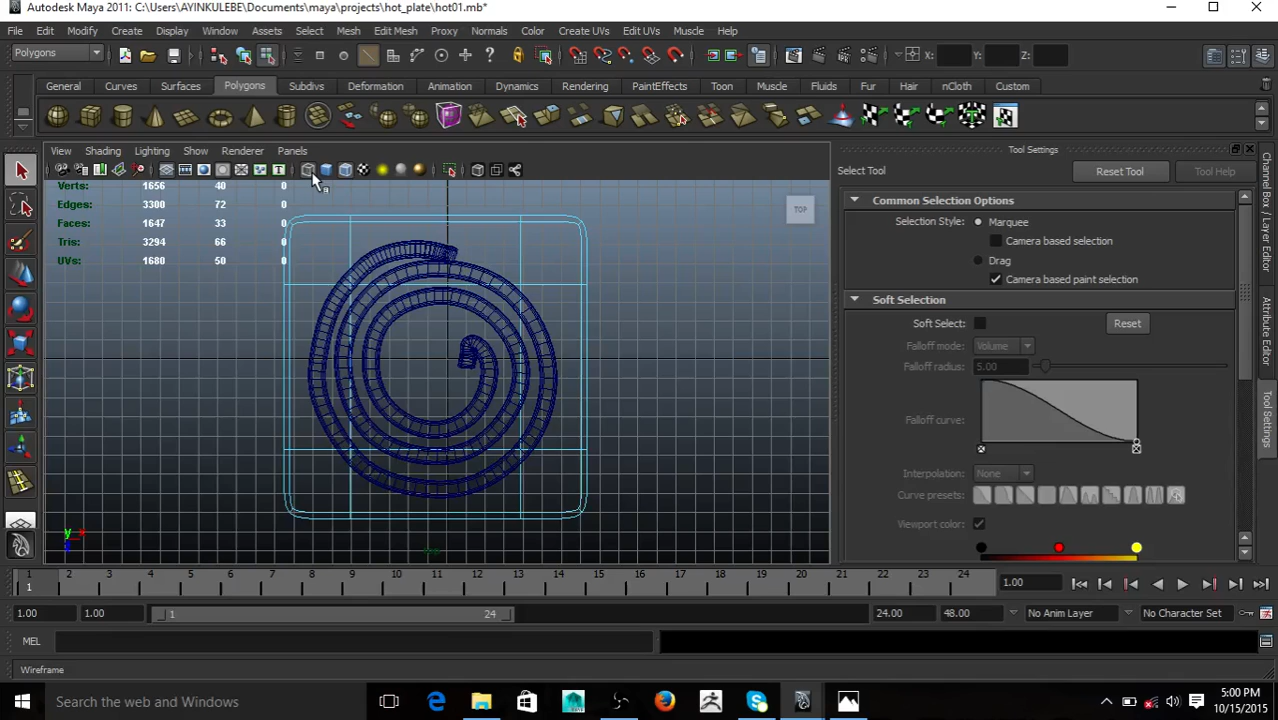 Autodesk Maya 2011: C:\Users\AYINKULEBE\Documents\maya\projects\hot_plate\hot01.mb*
File Edit Modify Create Display Window Assets Select Mesh Edit Mesh Proxy Normals Color Create UVs Edit UVs Muscle Help
Polygons X: Y: Z:
General Curves Surfaces Polygons Subdivs Deformation Animation Dynamics Rendering PaintEffects Toon Muscle Fluids Fur Hair nCloth Custom
View Shading Lighting Show Renderer Panels
Tool Settings
Select Tool Reset Tool Tool Help
Verts: 1656 40 0
Edges: 3300 72 0
Faces: 1647 33 0
Tris: 3294 66 0
UVs: 1680 50 0
TOP
Common Selection Options
Selection Style: Marquee
Camera based selection
Drag
Camera based paint selection
Soft Selection
Soft Select: Reset
Falloff mode: Volume
Falloff radius: 5.00
Falloff curve:
Interpolation: None
Curve presets:
Viewport color:
Channel Box / Layer Editor
Attribute Editor
Tool Settings
y x
1 2 3 4 5 6 7 8 9 10 11 12 13 14 15 16 17 18 19 20 21 22 23 24
1 1.00
1.00 1.00 1 24 24.00 48.00 No Anim Layer No Character Set
MEL
Wireframe
Search the web and Windows
5:00 PM
10/15/2015